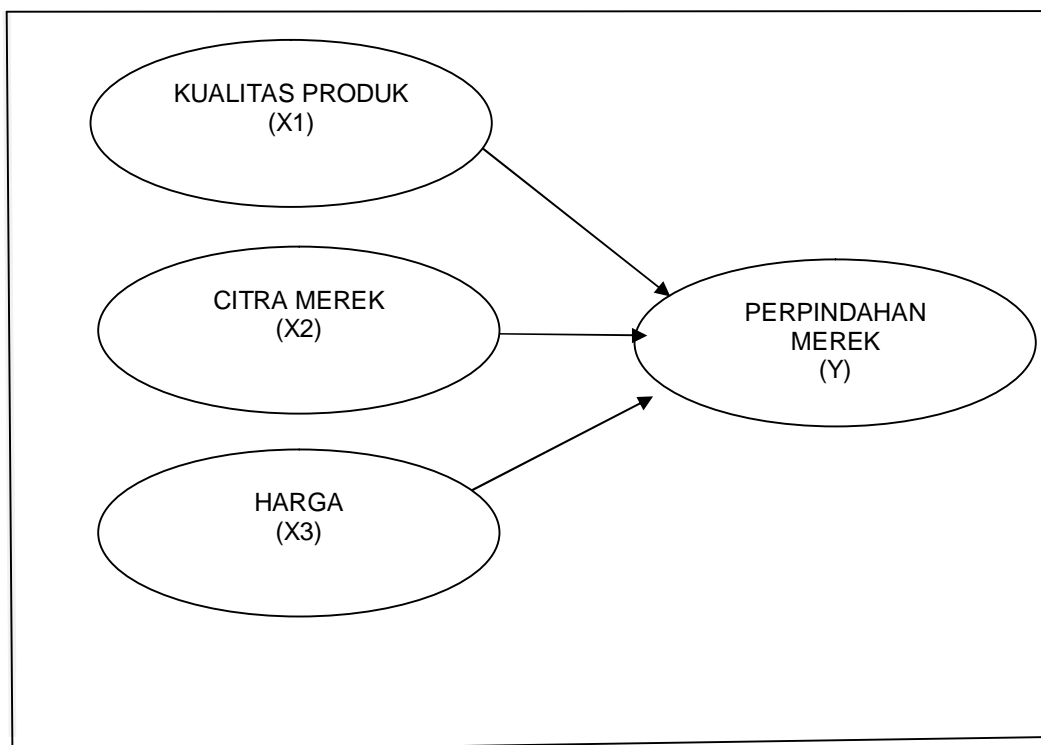 KUALITAS PRODUK
(X1)
CITRA MEREK
(X2)
HARGA
(X3)
PERPINDAHAN
MEREK
(Y)